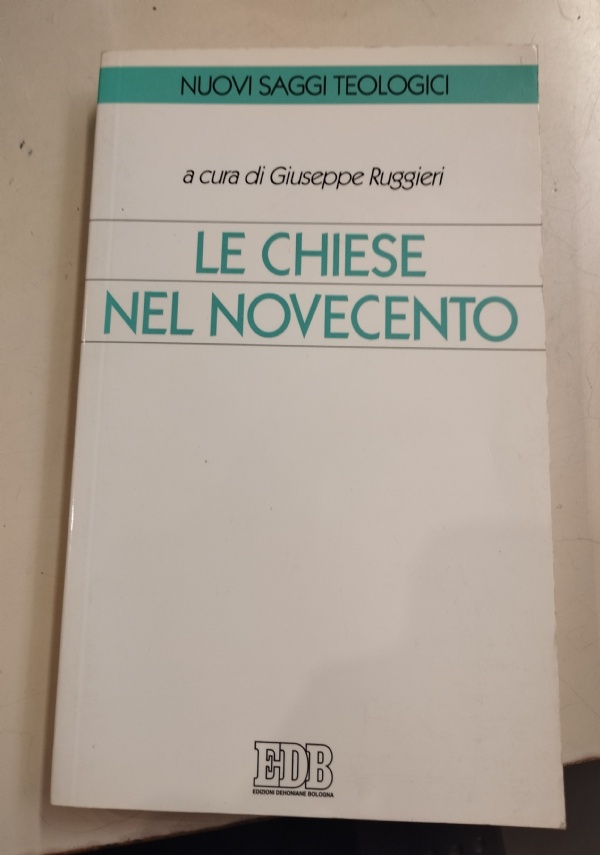 NUOVI SAGGI TEOLOGICI
a cura di Giuseppe Ruggieri
LE CHIESE
NEL NOVECENTO
EDB
EDIZIONI DEHONIANE BOLOGNA